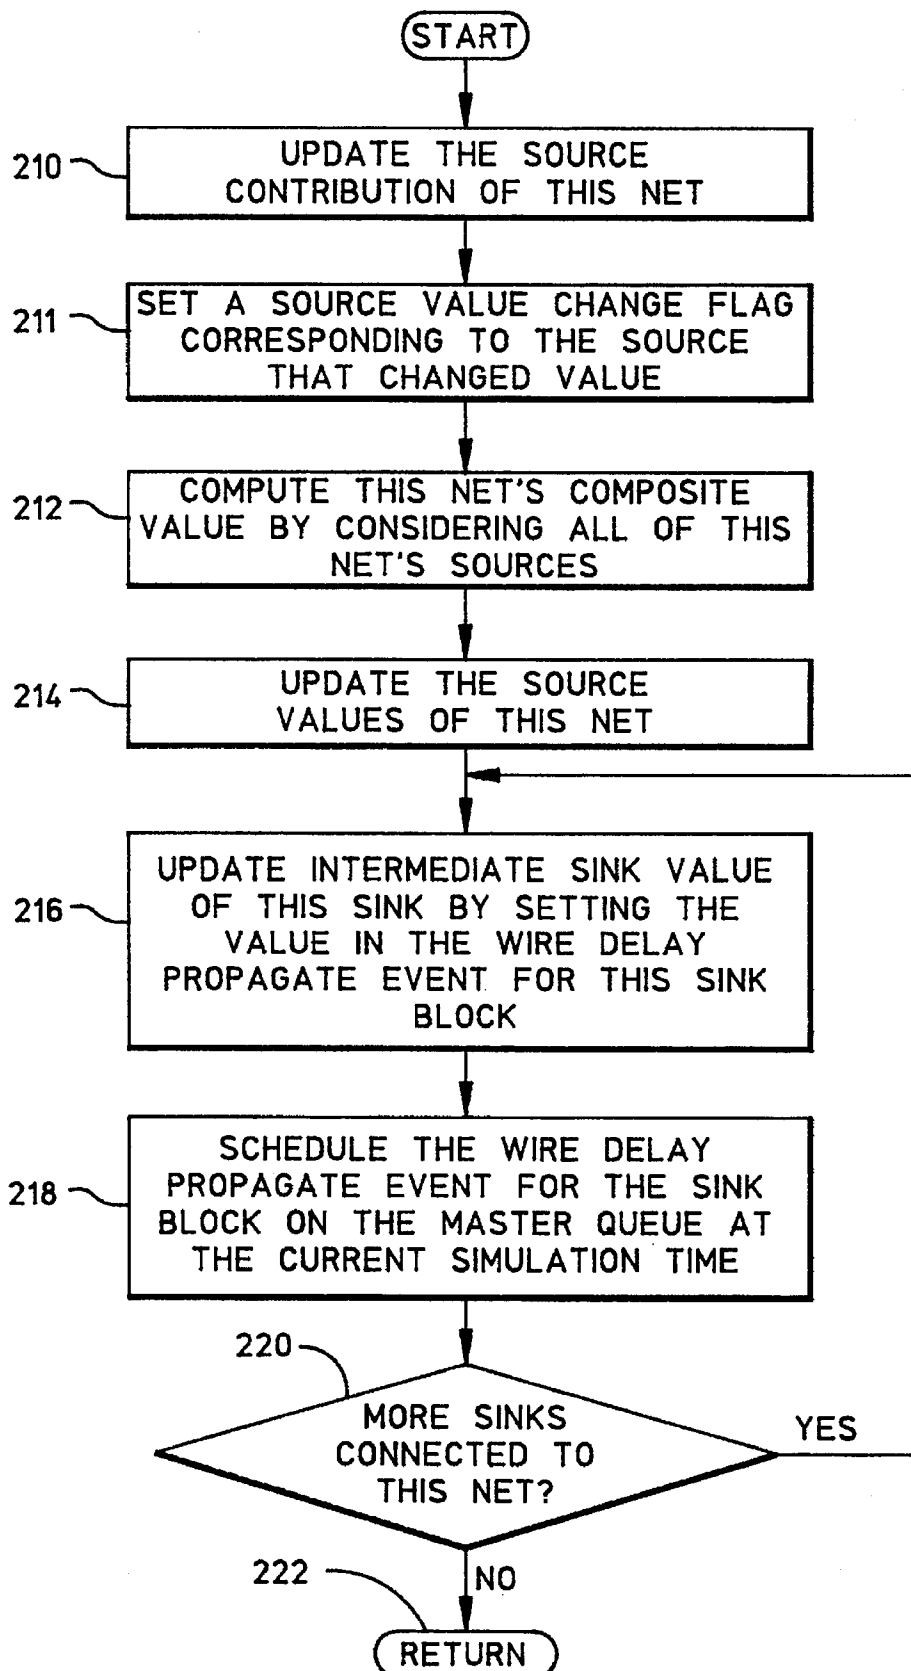 START
210
UPDATE THE SOURCE
CONTRIBUTION OF THIS NET
211
SET A SOURCE VALUE CHANGE FLAG
CORRESPONDING TO THE SOURCE
THAT CHANGED VALUE
212
COMPUTE THIS NET'S COMPOSITE
VALUE BY CONSIDERING ALL OF THIS
NET'S SOURCES
214
UPDATE THE SOURCE
VALUES OF THIS NET
216
UPDATE INTERMEDIATE SINK VALUE
OF THIS SINK BY SETTING THE
VALUE IN THE WIRE DELAY
PROPAGATE EVENT FOR THIS SINK
BLOCK
218
SCHEDULE THE WIRE DELAY
PROPAGATE EVENT FOR THE SINK
BLOCK ON THE MASTER QUEUE AT
THE CURRENT SIMULATION TIME
220
MORE SINKS
CONNECTED TO
THIS NET?
YES
NO
222
RETURN